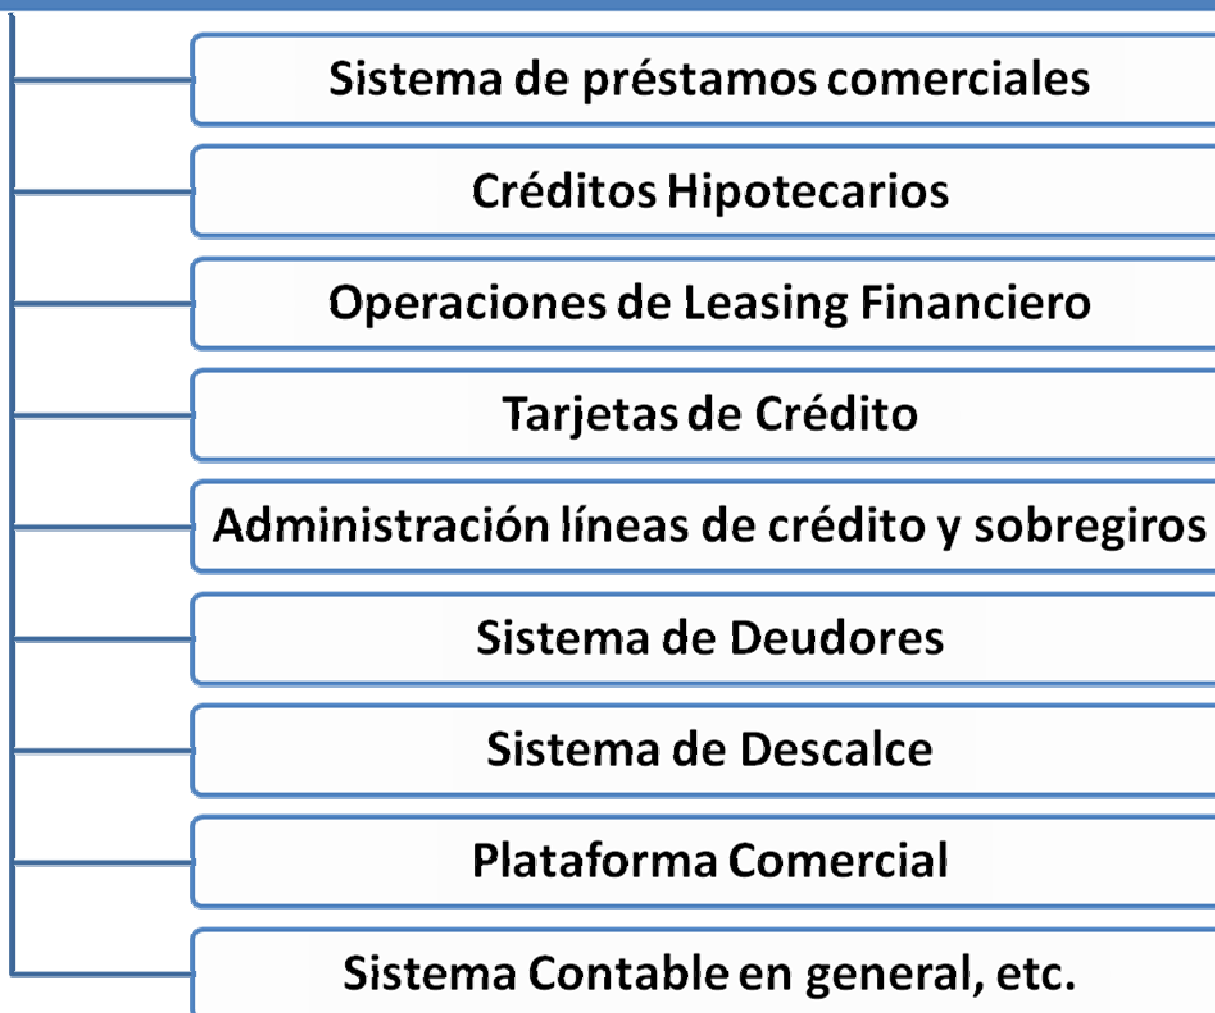 Sistema de préstamos comerciales
Créditos Hipotecarios
Operaciones de Leasing Financiero
Tarjetas de Crédito
Administración líneas de crédito y sobregiros
Sistema de Deudores
Sistema de Descalce
Plataforma Comercial
Sistema Contable en general, etc.